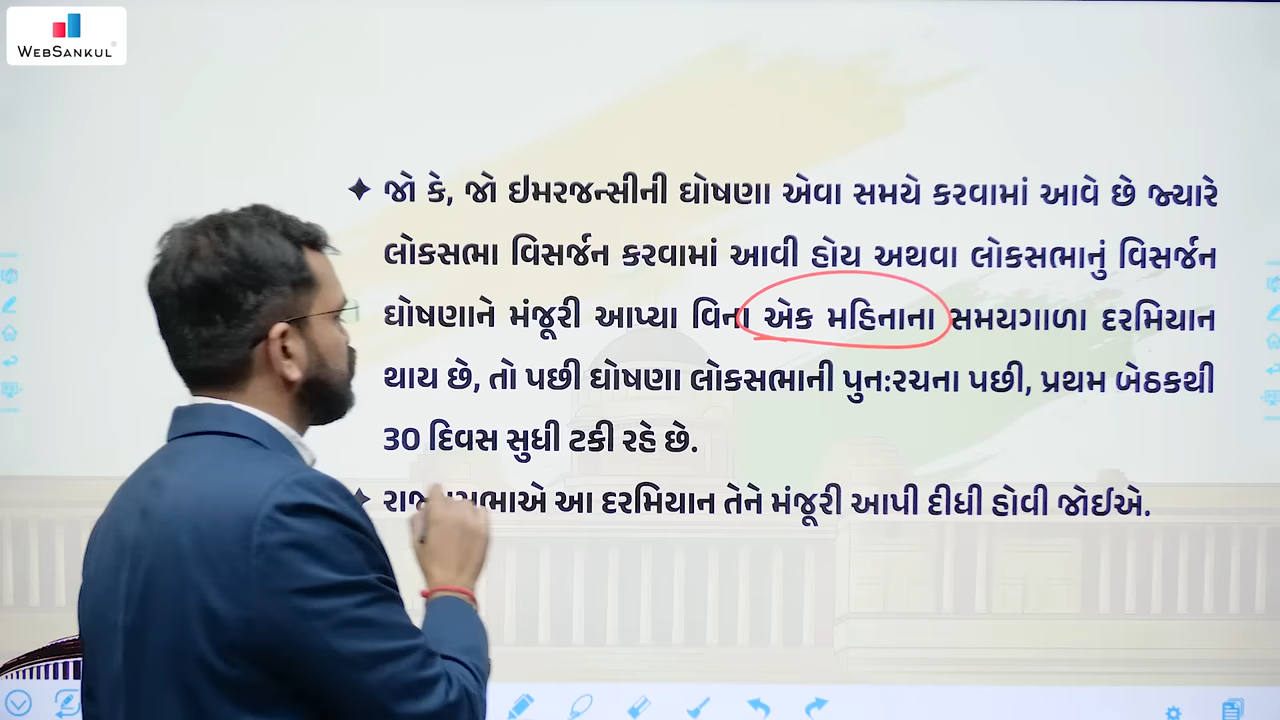 WEBSANKUL
જો કે, જો ઇમરજન્સીની ઘોષણા એવા સમયે કરવામાં આવે છે જ્યારે
લોકસભા વિસર્જન કરવામાં આવી હોય અથવા લોકસભાનું વિસર્જન
ઘોષણાને મંજૂરી આપ્યા વિના એક મહિનાના સમયગાળા દરમિયાન
થાય છે, તો પછી ઘોષણા લોકસભાની પુન:રચના પછી, પ્રથમ બેઠકથી
30 દિવસ સુધી ટકી રહે છે.
આ દરમિયાન તેને મંજૂરી આપી દીધી હોવી જોઈએ.